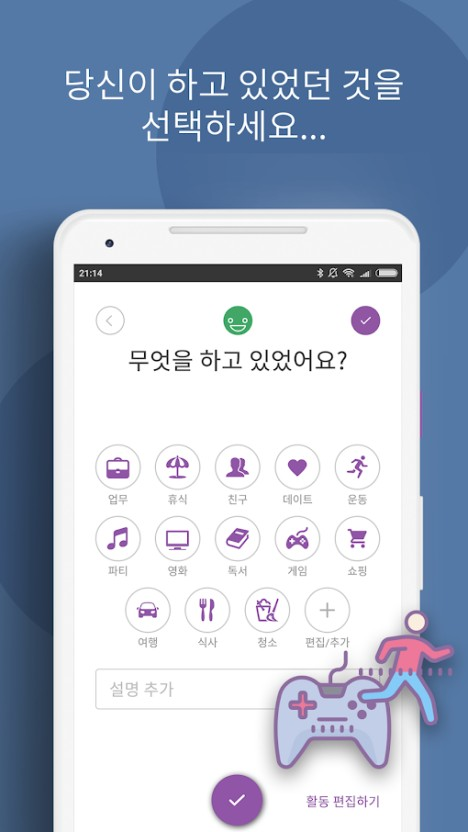 당신이 하고 있었던 것을
선택하세요...
21:14
무엇을 하고 있었어요?
업무 휴식 친구 데이트 운동
파티 영화 독서 게임 쇼핑
여행 식사 청소 편집/추가
설명 추가
활동 편집하기